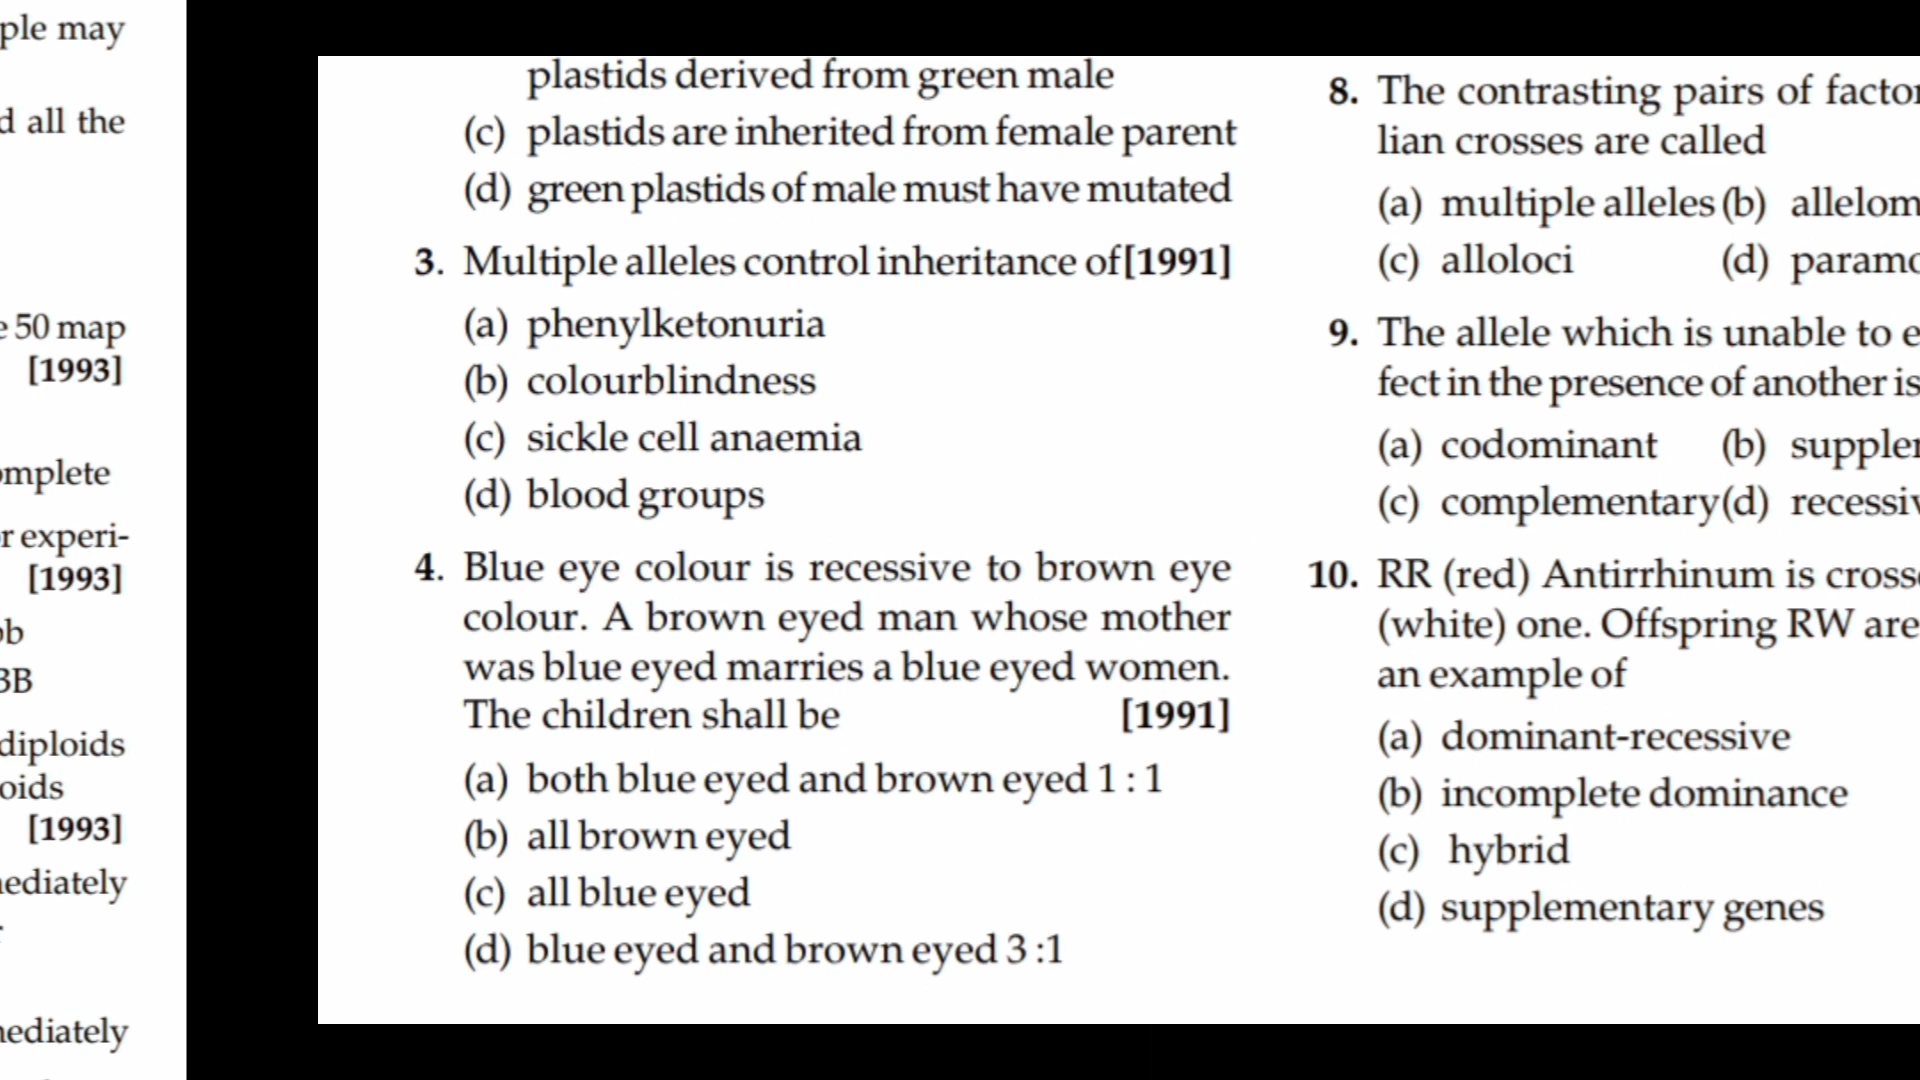 ple may
d all the
50 map
[1993]
omplete
r experi-
[1993]
ob
BB
diploids
oids
[1993]
nediately
nediately
plastids derived from green male
(c) plastids are inherited from female parent
(d) green plastids of male must have mutated
3. Multiple alleles control inheritance of [1991]
(a) phenylketonuria
(b) colourblindness
(c) sickle cell anaemia
(d) blood groups
4. Blue eye colour is recessive to brown eye
colour. A brown eyed man whose mother
was blue eyed marries a blue eyed women.
The children shall be [1991]
(a) both blue eyed and brown eyed 1 : 1
(b) all brown eyed
(c) all blue eyed
(d) blue eyed and brown eyed 3 :1
8. The contrasting pairs of factor
lian crosses are called
(a) multiple alleles (b) allelom
(c) alloloci (d) paramo
9. The allele which is unable to e
fect in the presence of another is
(a) codominant (b) supplem
(c) complementary (d) recessiv
10. RR (red) Antirrhinum is crosse
(white) one. Offspring RW are
an example of
(a) dominant-recessive
(b) incomplete dominance
(c) hybrid
(d) supplementary genes